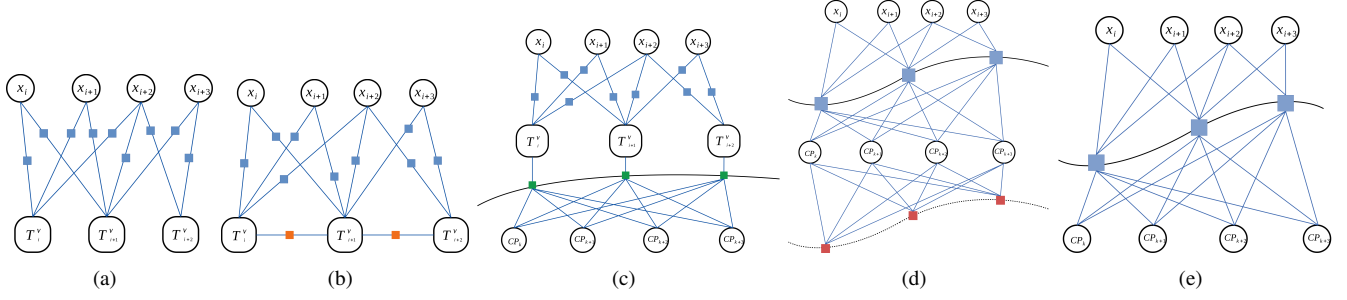 x_i x_{i+1} x_{i+2} x_{i+3}
T^v_i T^v_{i+1} T^v_{i+2}
(a)
x_i x_{i+1} x_{i+2} x_{i+3}
T^v_i T^v_{i+1} T^v_{i+2}
(b)
x_i x_{i+1} x_{i+2} x_{i+3}
T^v_i T^v_{i+1} T^v_{i+2}
CP_k CP_{k+1} CP_{k+2} CP_{k+3}
(c)
x_i x_{i+1} x_{i+2} x_{i+3}
CP_k CP_{k+1} CP_{k+2} CP_{k+3}
(d)
x_i x_{i+1} x_{i+2} x_{i+3}
CP_k CP_{k+1} CP_{k+2} CP_{k+3}
(e)